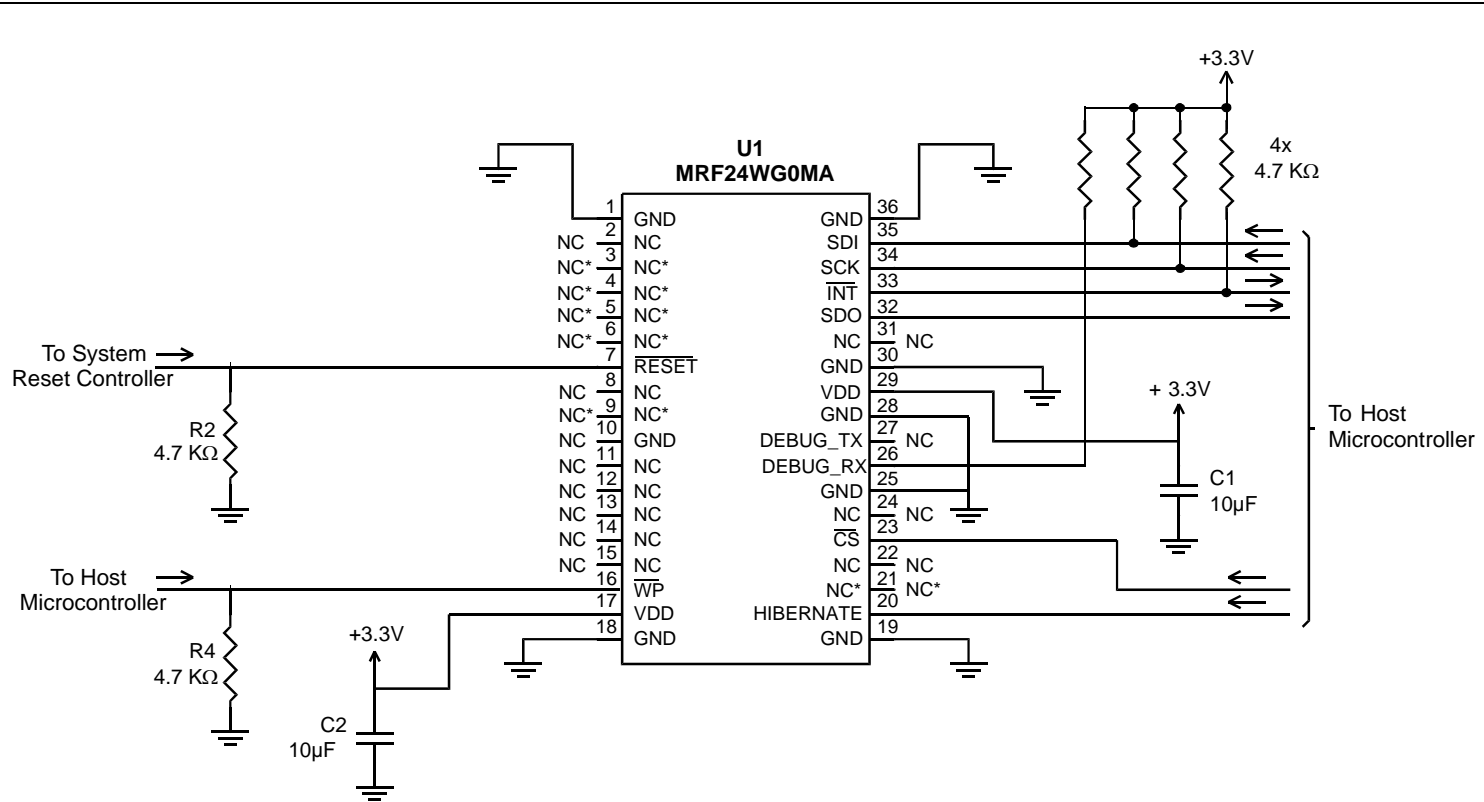 +3.3V
4x
4.7 KΩ
U1
MRF24WG0MA
1 GND
NC 2 NC
NC* 3 NC*
NC* 4 NC*
NC* 5 NC*
NC* 6 NC*
To System
Reset Controller
7 RESET
NC 8 NC
NC* 9 NC*
NC 10 GND
NC 11 NC
NC 12 NC
NC 13 NC
NC 14 NC
NC 15 NC
R2
4.7 KΩ
To Host
Microcontroller
16 WP
17 VDD
18 GND
R4
4.7 KΩ
+3.3V
C2
10µF
GND 36
SDI 35
SCK 34
INT 33
SDO 32
NC 31 NC
GND 30
VDD 29
GND 28
DEBUG_TX 27 NC
DEBUG_RX 26
GND 25
NC 24 NC
CS 23
NC 22 NC
NC* 21 NC*
HIBERNATE 20
GND 19
+ 3.3V
C1
10µF
To Host
Microcontroller